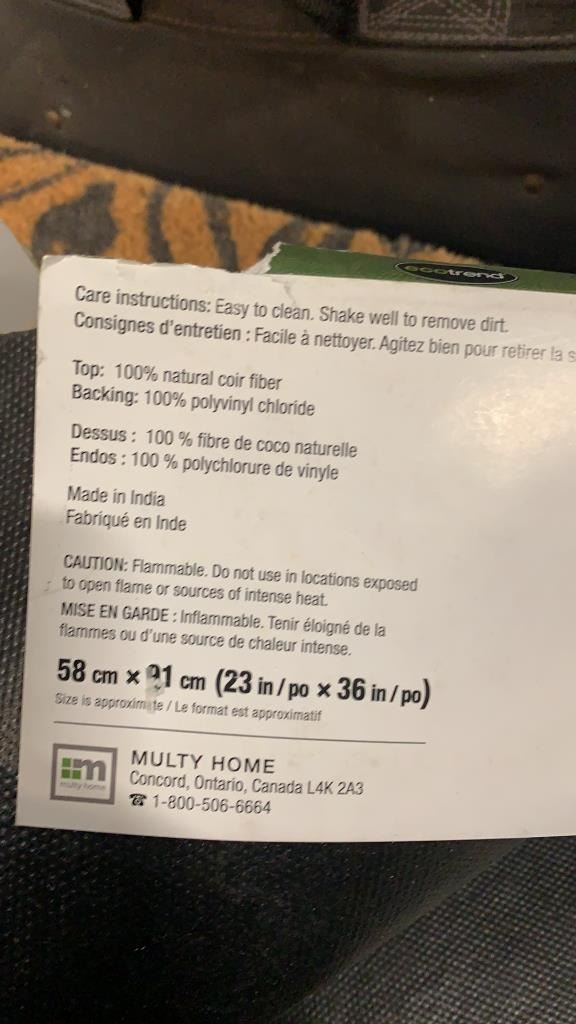 ecotrend
Care instructions: Easy to clean. Shake well to remove dirt.
Consignes d'entretien : Facile à nettoyer. Agitez bien pour retirer la s
Top: 100% natural coir fiber
Backing: 100% polyvinyl chloride
Dessus : 100 % fibre de coco naturelle
Endos : 100 % polychlorure de vinyle
Made in India
Fabriqué en Inde
CAUTION: Flammable. Do not use in locations exposed
to open flame or sources of intense heat.
MISE EN GARDE : Inflammable. Tenir éloigné de la
flammes ou d'une source de chaleur intense.
58 cm × 91 cm (23 in / po × 36 in / po)
Size is approximate / Le format est approximatif
m
multy home
MULTY HOME
Concord, Ontario, Canada L4K 2A3
☎ 1-800-506-6664